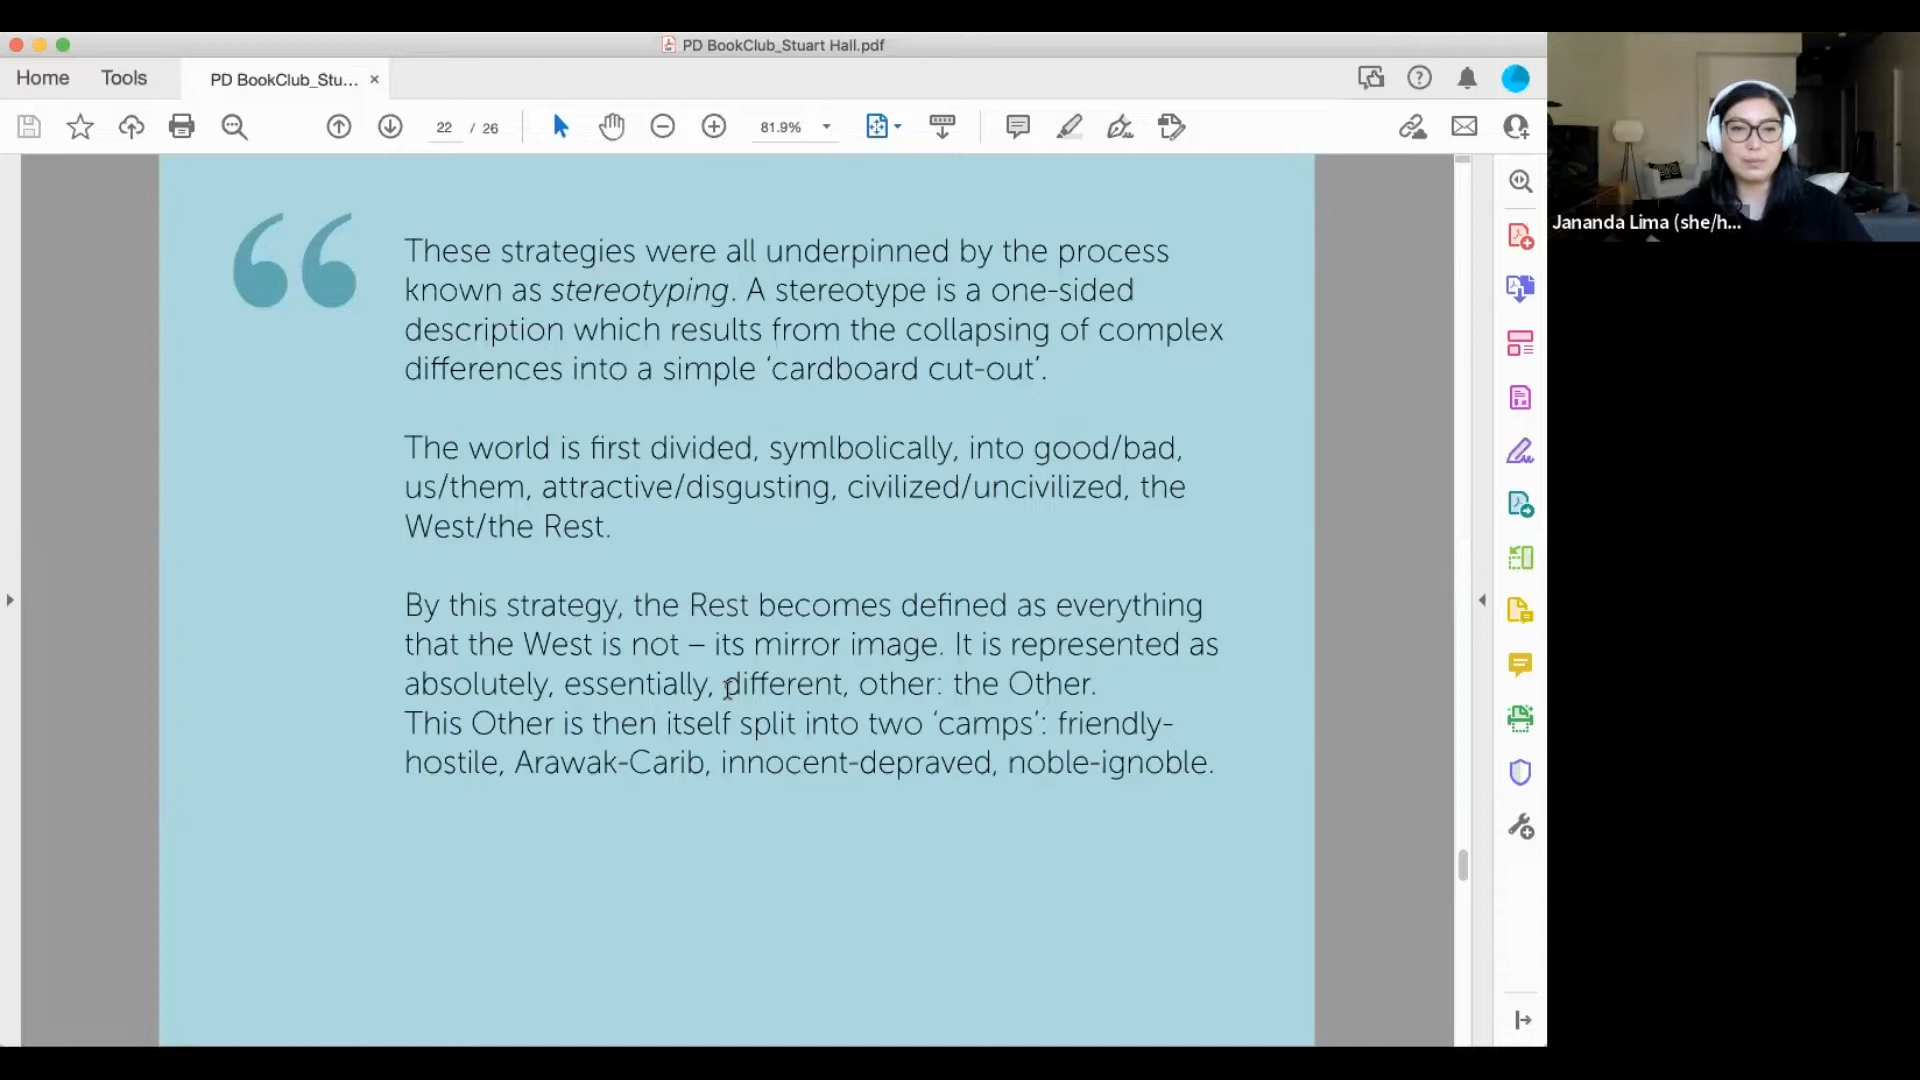 PD BookClub_Stuart Hall.pdf
Home Tools PD BookClub_Stu... ×
22 / 26 81.9%
Jananda Lima (she/h...
These strategies were all underpinned by the process
known as stereotyping. A stereotype is a one-sided
description which results from the collapsing of complex
differences into a simple ‘cardboard cut-out’.
The world is first divided, symlbolically, into good/bad,
us/them, attractive/disgusting, civilized/uncivilized, the
West/the Rest.
By this strategy, the Rest becomes defined as everything
that the West is not – its mirror image. It is represented as
absolutely, essentially, different, other: the Other.
This Other is then itself split into two ‘camps’: friendly-
hostile, Arawak-Carib, innocent-depraved, noble-ignoble.